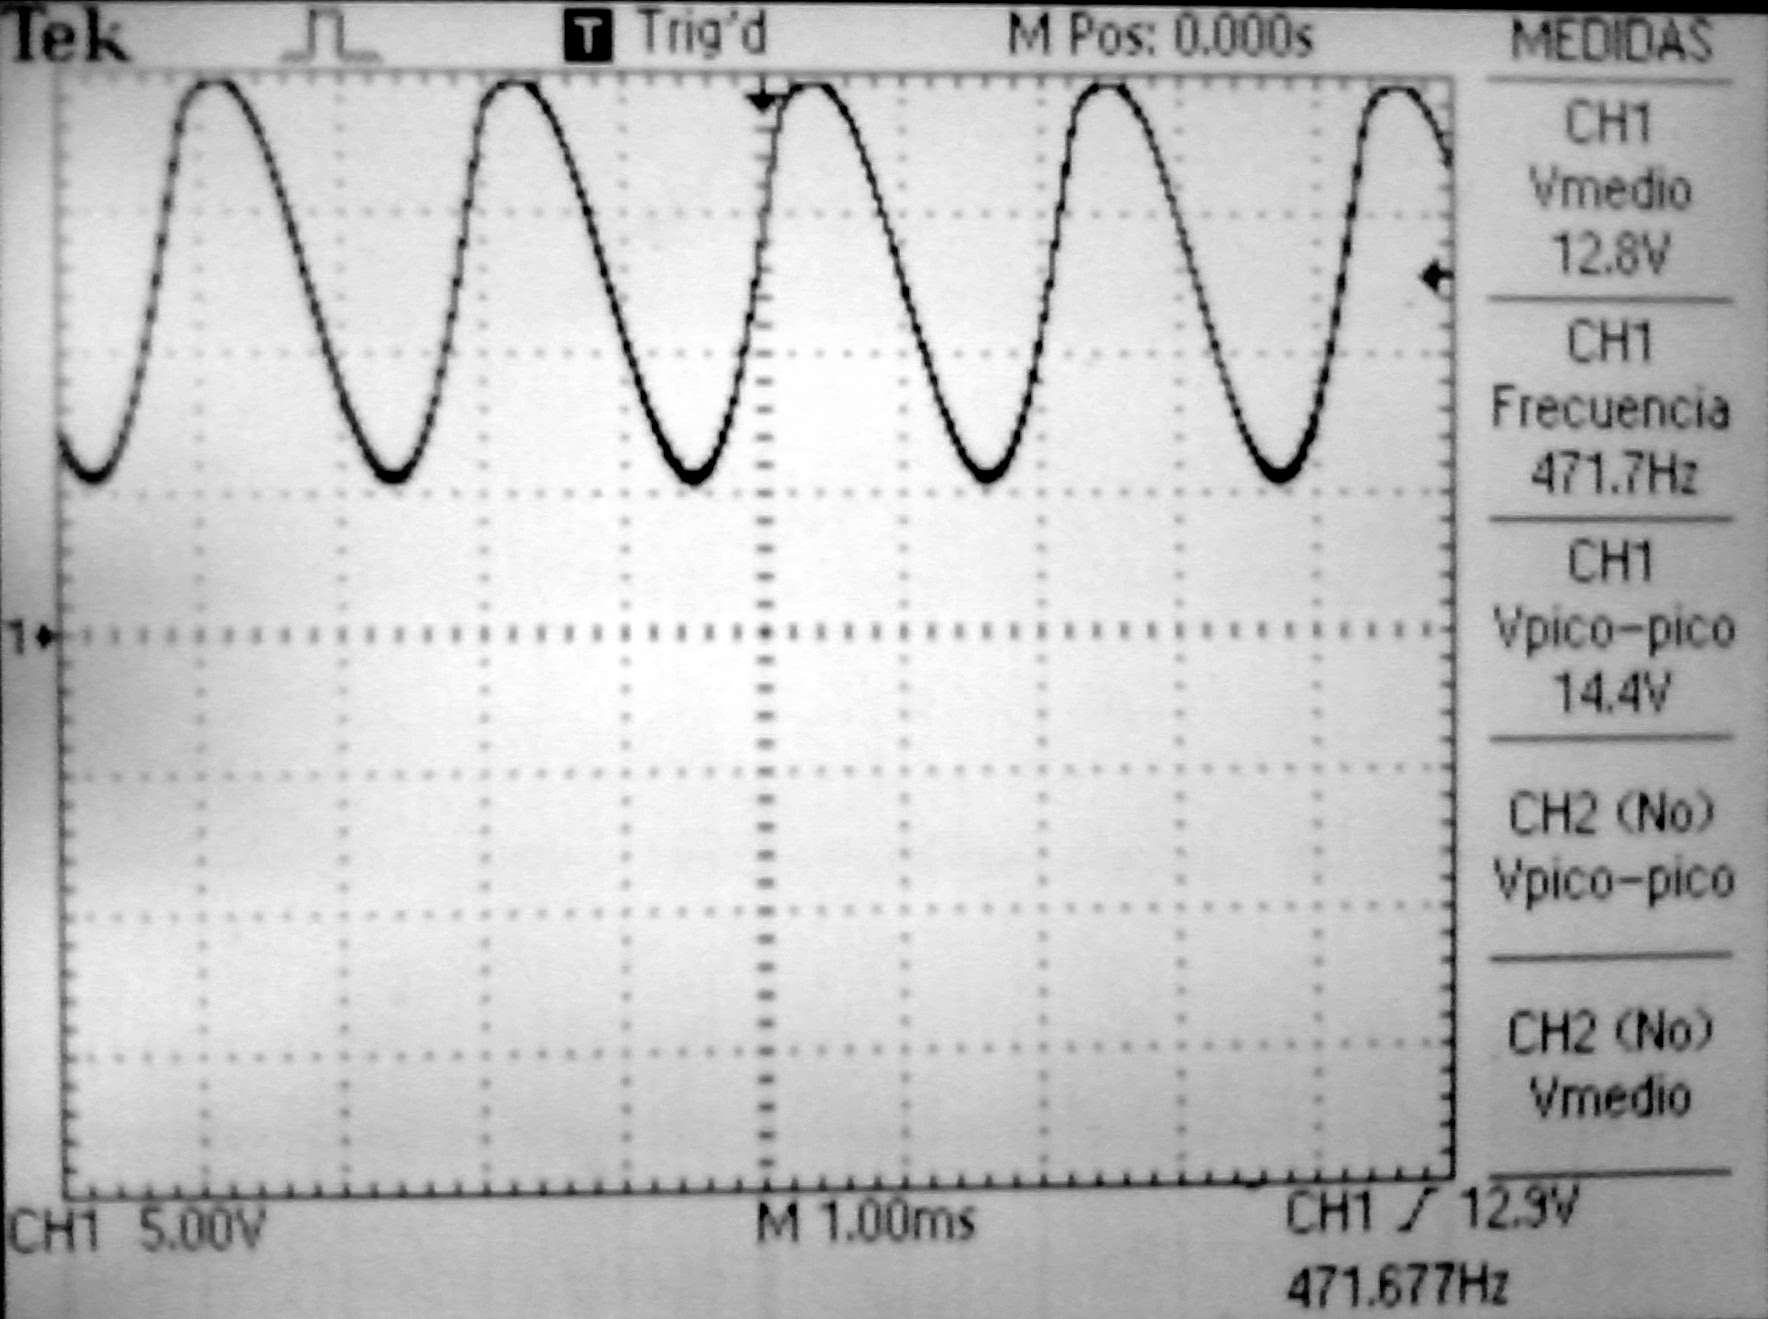 Tek T Trig'd M Pos: 0.000s MEDIDAS
CH1
Vmedio
12.8V
CH1
Frecuencia
471.7Hz
CH1
Vpico-pico
14.4V
CH2 (No)
Vpico-pico
CH2 (No)
Vmedio
1
CH1 5.00V M 1.00ms CH1 / 12.9V
471.677Hz